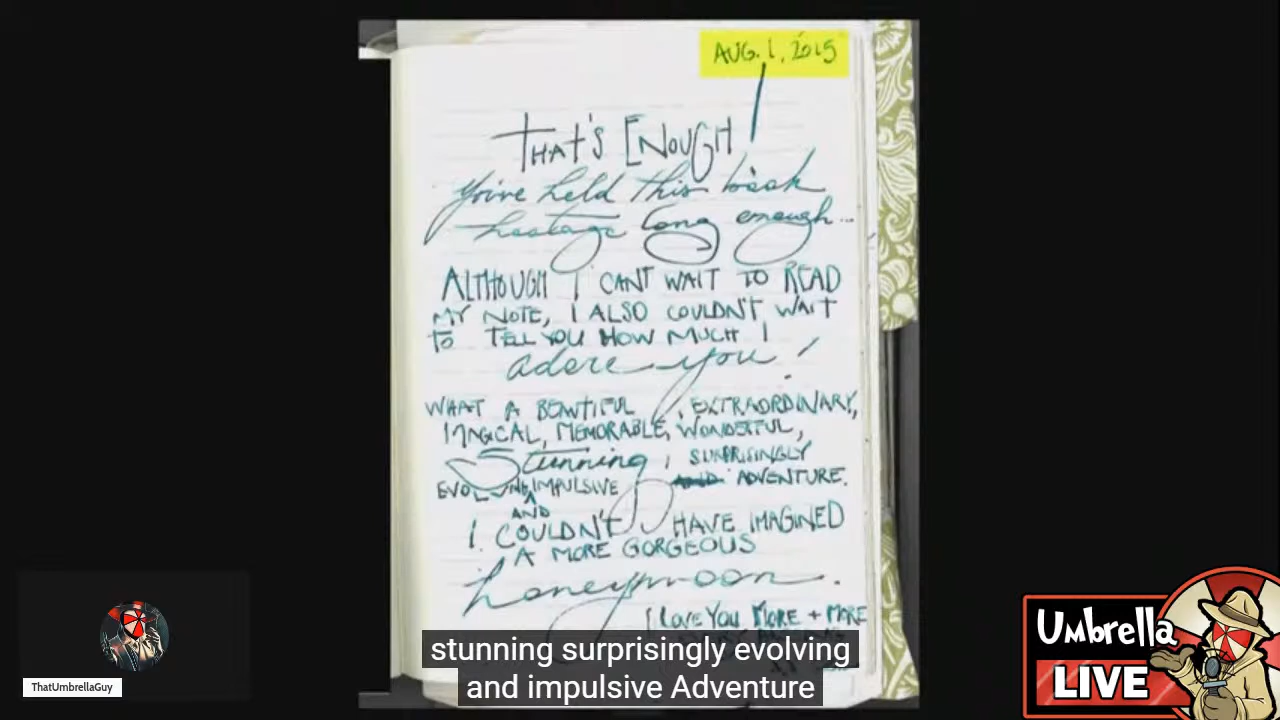 AUG. 1, 2015
THAT'S ENOUGH
You've held this book
hostage long enough...
ALTHOUGH I CANT WAIT TO READ
MY NOTE, I ALSO COULDN'T WAIT
TO TELL YOU HOW MUCH I
adore you!
WHAT A BEAUTIFUL, EXTRAORDINARY,
MAGICAL, MEMORABLE, WONDERFUL,
Stunning, SURPRISINGLY
EVOLVING IMPULSIVE ADVENTURE.
AND
I COULDN'T HAVE IMAGINED
A MORE GORGEOUS
honeymoon.
I LOVE YOU MORE + MORE
stunning surprisingly evolving
and impulsive Adventure
ThatUmbrellaGuy
Umbrella
LIVE